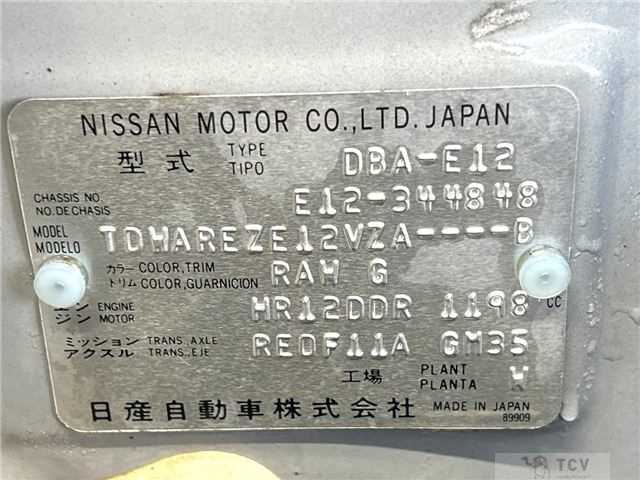 NISSAN MOTOR CO.,LTD. JAPAN
型式 TYPE TIPO DBA-E12
CHASSIS NO. NO.DE CHASIS E12-344848
MODEL MODELO TDWAREZE12VZA----B
カラー COLOR,TRIM
トリム COLOR,GUARNICION RAW G
エンジン ENGINE MOTOR HR12DDR 1198 CC
ミッション TRANS. AXLE
アクスル TRANS.,EJE RE0F11A GM35
工場 PLANT PLANTA W
日産自動車株式会社 MADE IN JAPAN
89909
TCV